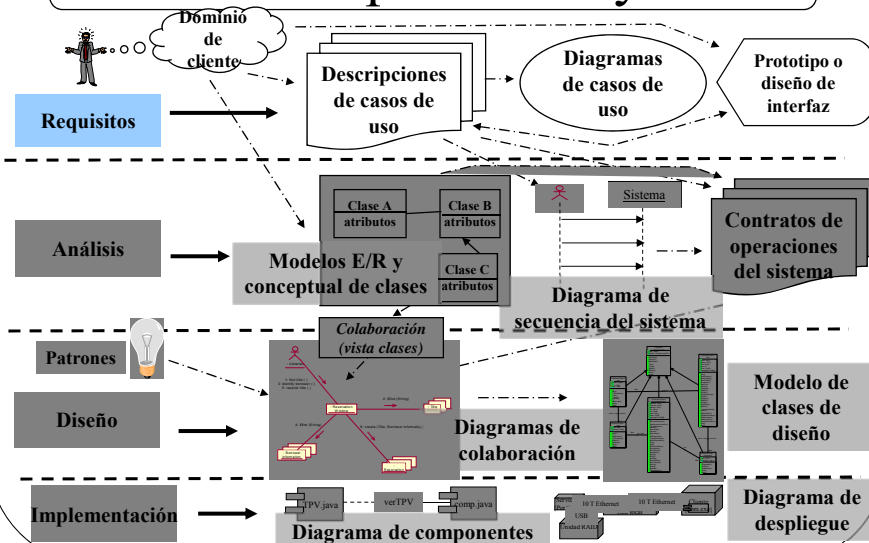 Dominio
de
cliente
Descripciones
de casos de
uso
Diagramas
de casos de
uso
Prototipo o
diseño de
interfaz
Requisitos
Análisis
Clase A
atributos
Clase B
atributos
Clase C
atributos
Modelos E/R y
conceptual de clases
Sistema
Diagrama de
secuencia del sistema
Contratos de
operaciones
del sistema
Patrones
Colaboración
(vista clases)
Diseño
Diagramas de
colaboración
Modelo de
clases de
diseño
Implementación
TPV.java
verTPV
comp.java
Diagrama de componentes
10 T Ethernet
10 T Ethernet
USB
Unidad RAID
Cliente
Diagrama de
despliegue